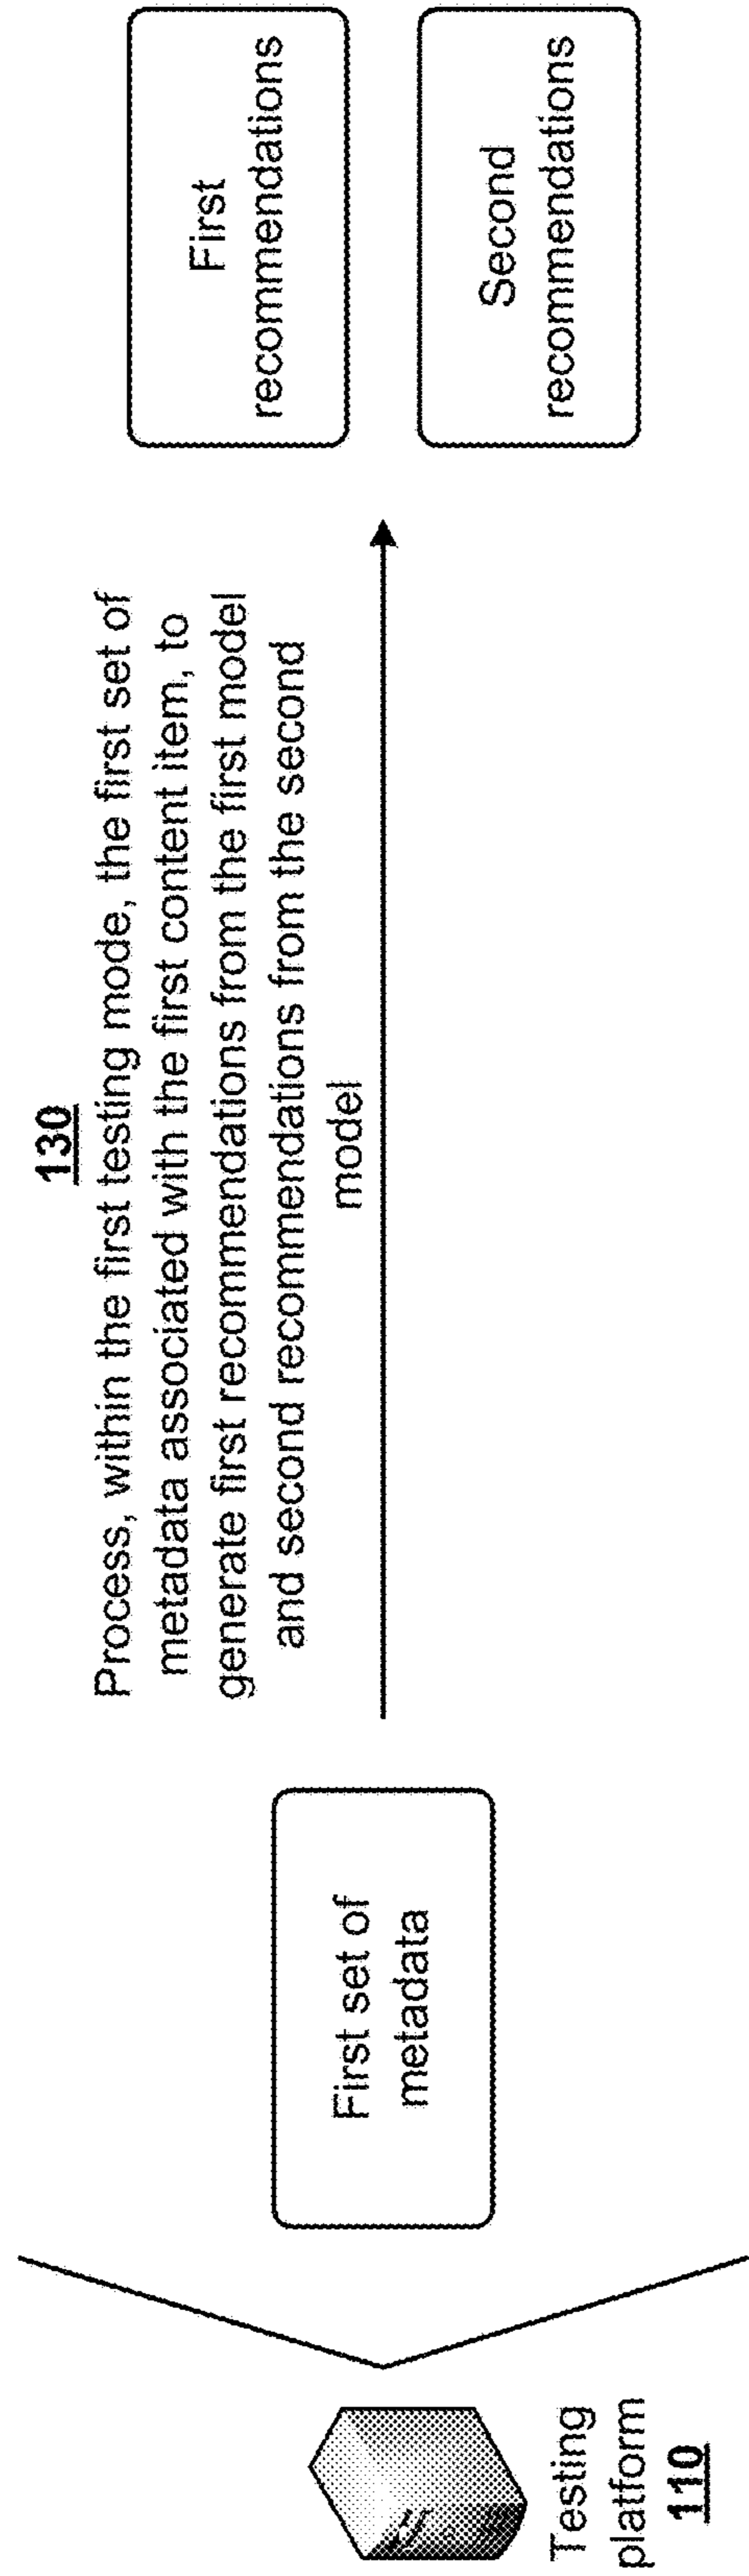 Testing
platform
110
First set of
metadata
130
Process, within the first testing mode, the first set of
metadata associated with the first content item, to
generate first recommendations from the first model
and second recommendations from the second
model
First
recommendations
Second
recommendations